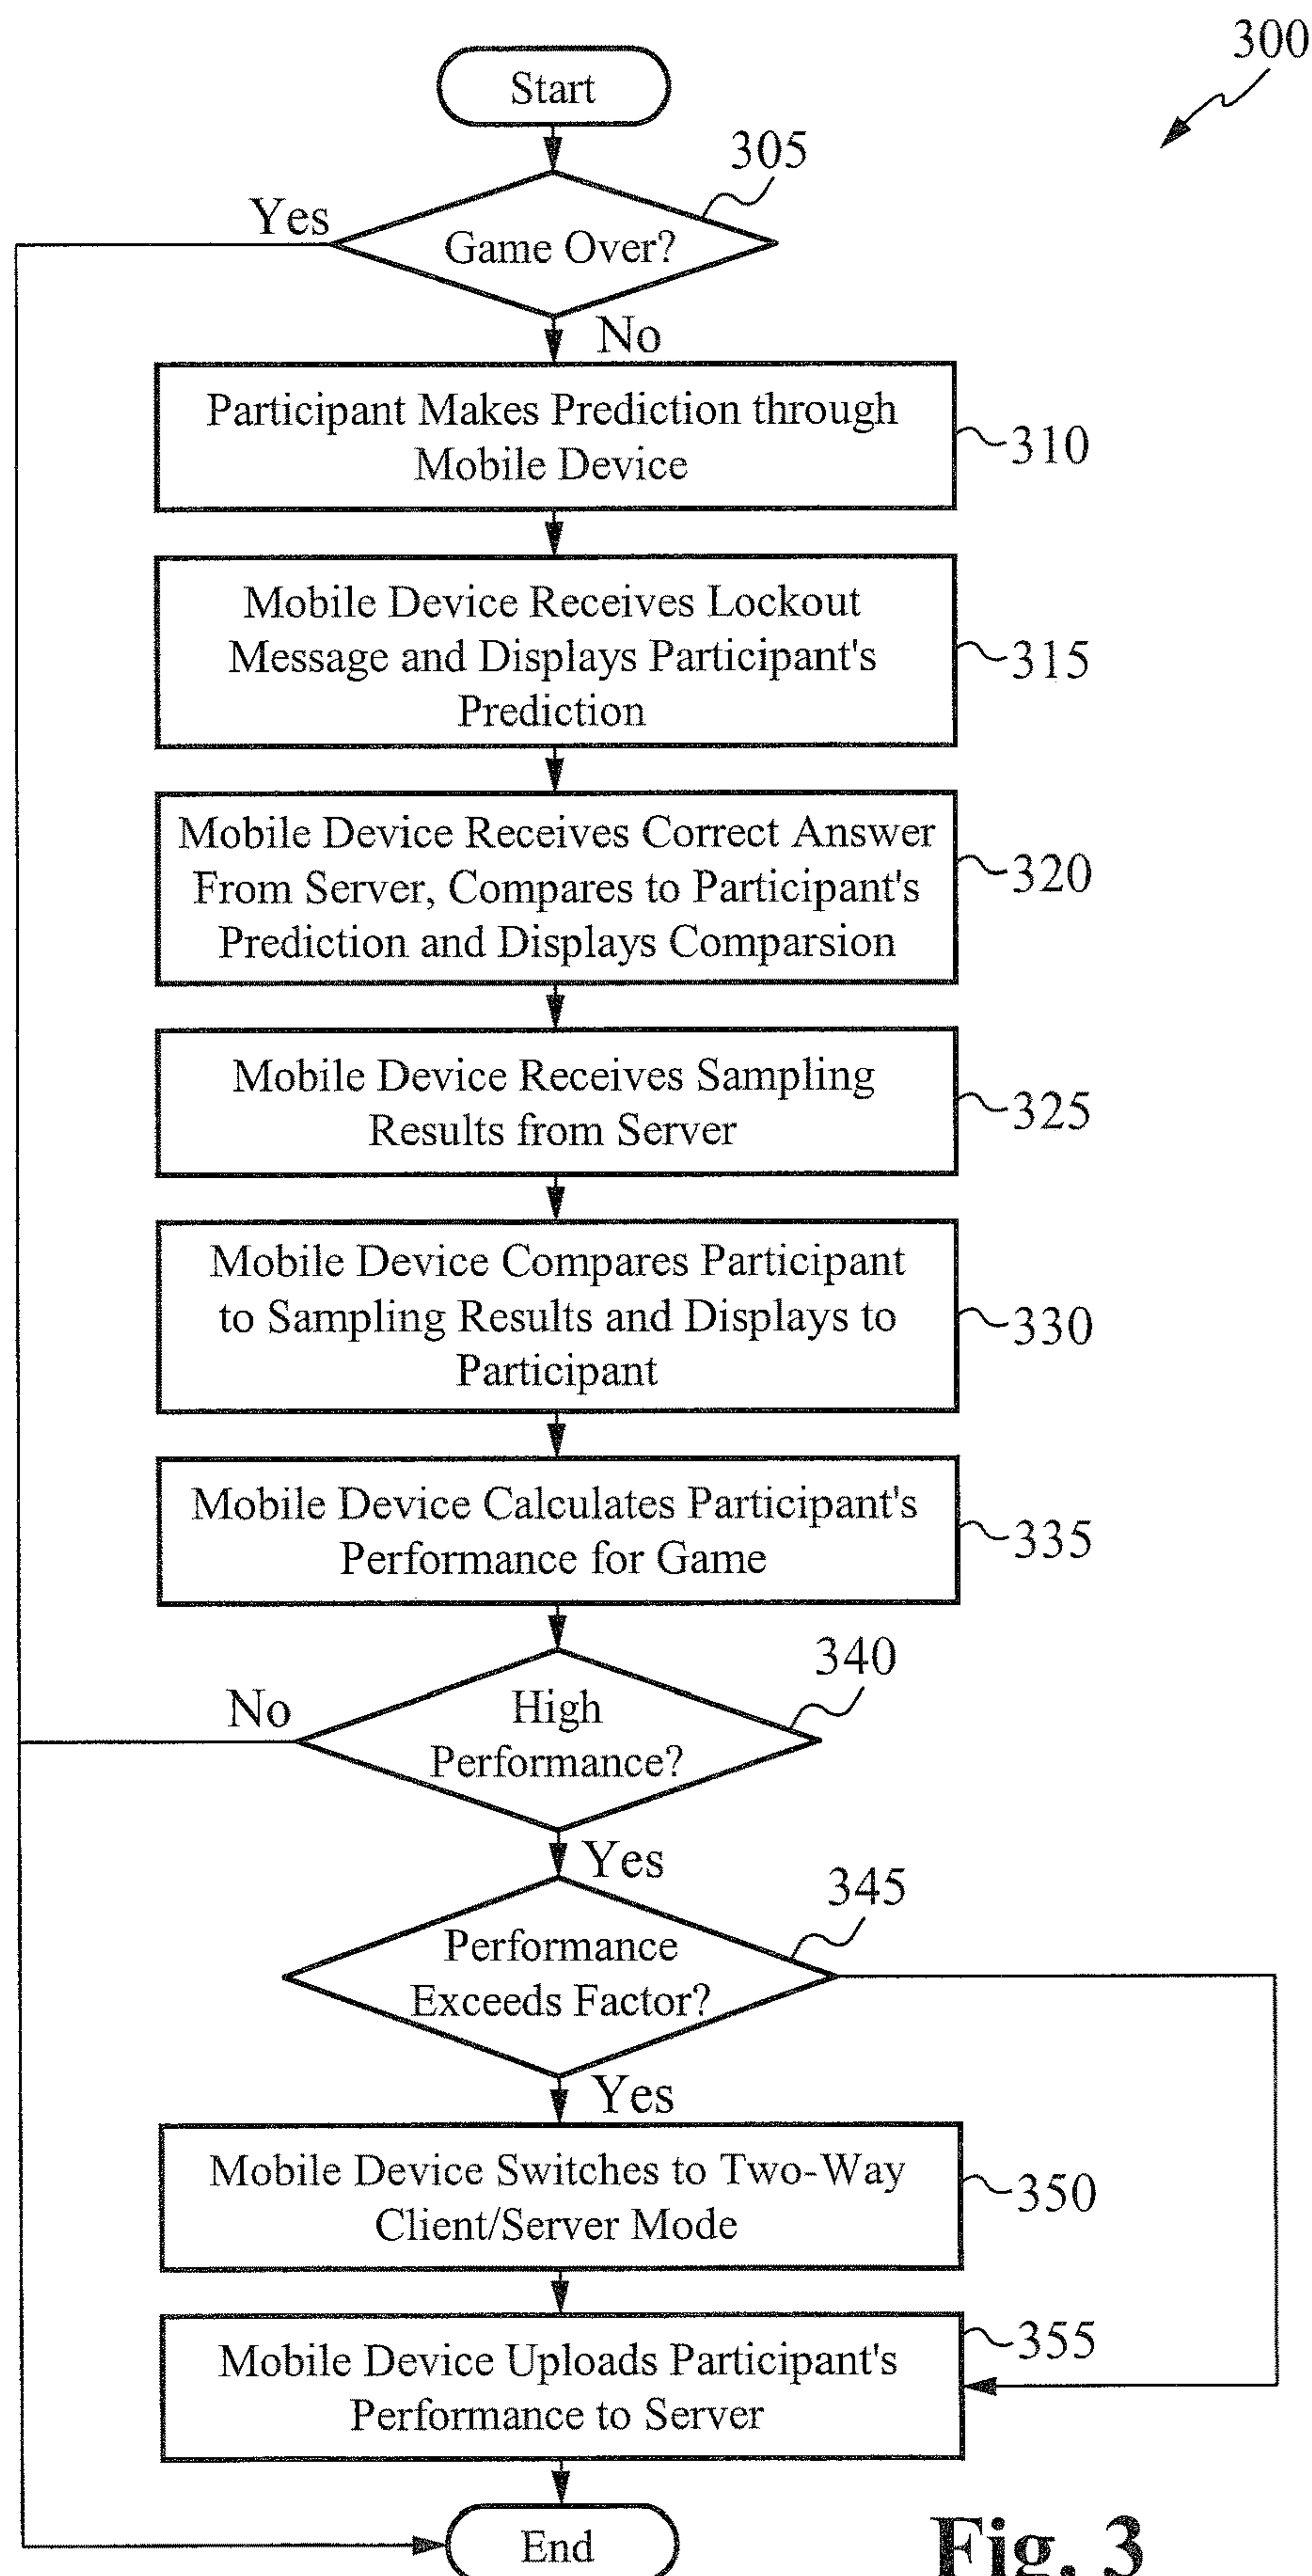 300
Start
305
Yes
Game Over?
No
Participant Makes Prediction through
Mobile Device
310
Mobile Device Receives Lockout
Message and Displays Participant's
Prediction
315
Mobile Device Receives Correct Answer
From Server, Compares to Participant's
Prediction and Displays Comparsion
320
Mobile Device Receives Sampling
Results from Server
325
Mobile Device Compares Participant
to Sampling Results and Displays to
Participant
330
Mobile Device Calculates Participant's
Performance for Game
335
340
No
High
Performance?
Yes
345
Performance
Exceeds Factor?
Yes
Mobile Device Switches to Two-Way
Client/Server Mode
350
Mobile Device Uploads Participant's
Performance to Server
355
End
Fig. 3